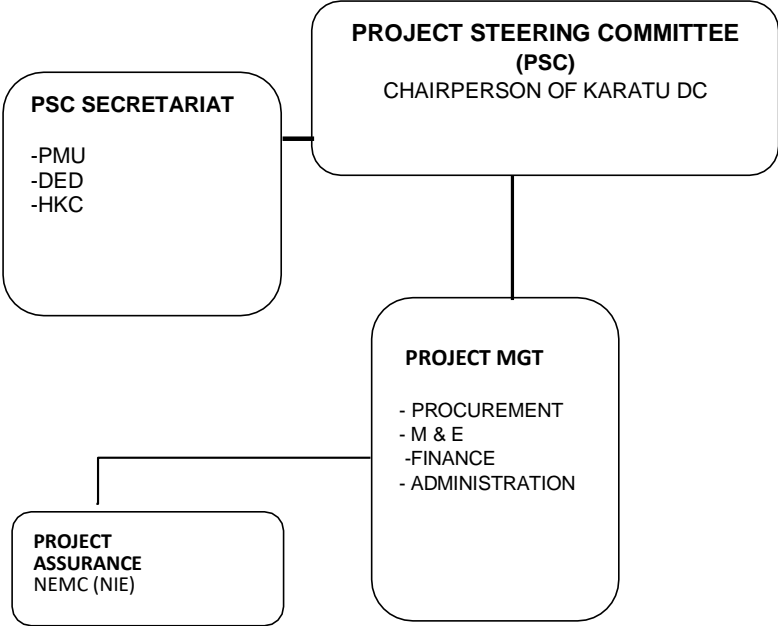 PROJECT STEERING COMMITTEE
(PSC)
CHAIRPERSON OF KARATU DC
PSC SECRETARIAT
-PMU
-DED
-HKC
PROJECT MGT
- PROCUREMENT
- M & E
-FINANCE
- ADMINISTRATION
PROJECT
ASSURANCE
NEMC (NIE)